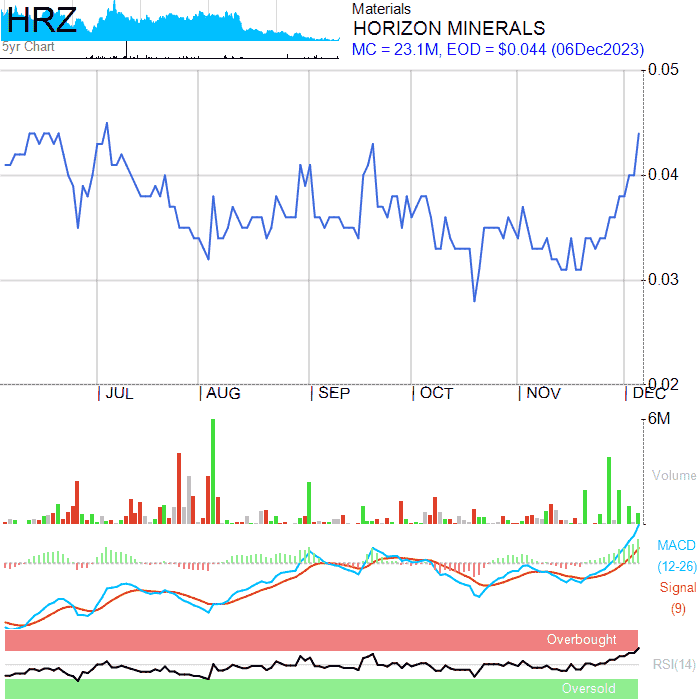 HRZ
5yr Chart
Materials
HORIZON MINERALS
MC = 23.1M, EOD = $0.044 (06Dec2023)
0.05
0.04
0.03
0.02
JUL AUG SEP OCT NOV DEC
6M
Volume
MACD
(12-26)
Signal
(9)
Overbought
RSI(14)
Oversold